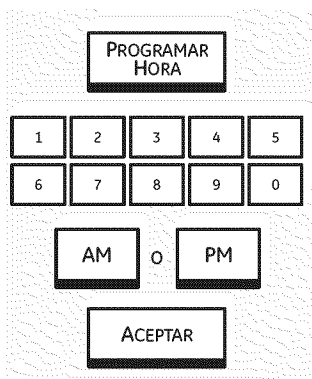 PROGRAMAR
HORA
1 2 3 4 5
6 7 8 9 0
AM o PM
ACEPTAR